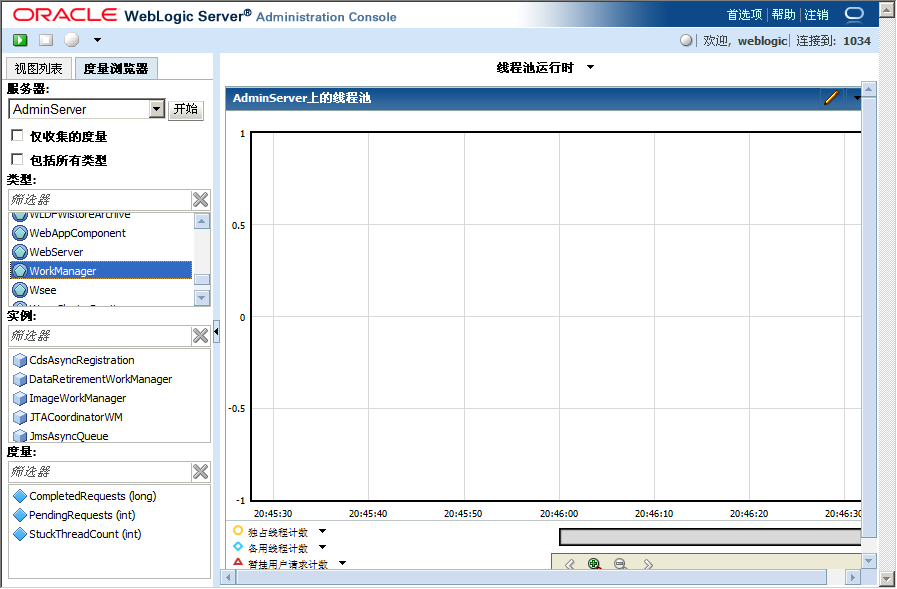 ORACLE WebLogic Server® Administration Console
首选项 帮助 注销
欢迎, weblogic 连接到: 1034
视图列表 度量浏览器
线程池运行时
服务器:
AdminServer 开始
仅收集的度量
包括所有类型
类型:
筛选器
WLDFWlstoreArchive
WebAppComponent
WebServer
WorkManager
Wsee
实例:
筛选器
CdsAsyncRegistration
DataRetirementWorkManager
ImageWorkManager
JTACoordinatorWM
JmsAsyncQueue
度量:
筛选器
CompletedRequests (long)
PendingRequests (int)
StuckThreadCount (int)
AdminServer上的线程池
1
0.5
0
-0.5
-1
20:45:30 20:45:40 20:45:50 20:46:00 20:46:10 20:46:20 20:46:30
独占线程计数
备用线程计数
暂挂用户请求计数